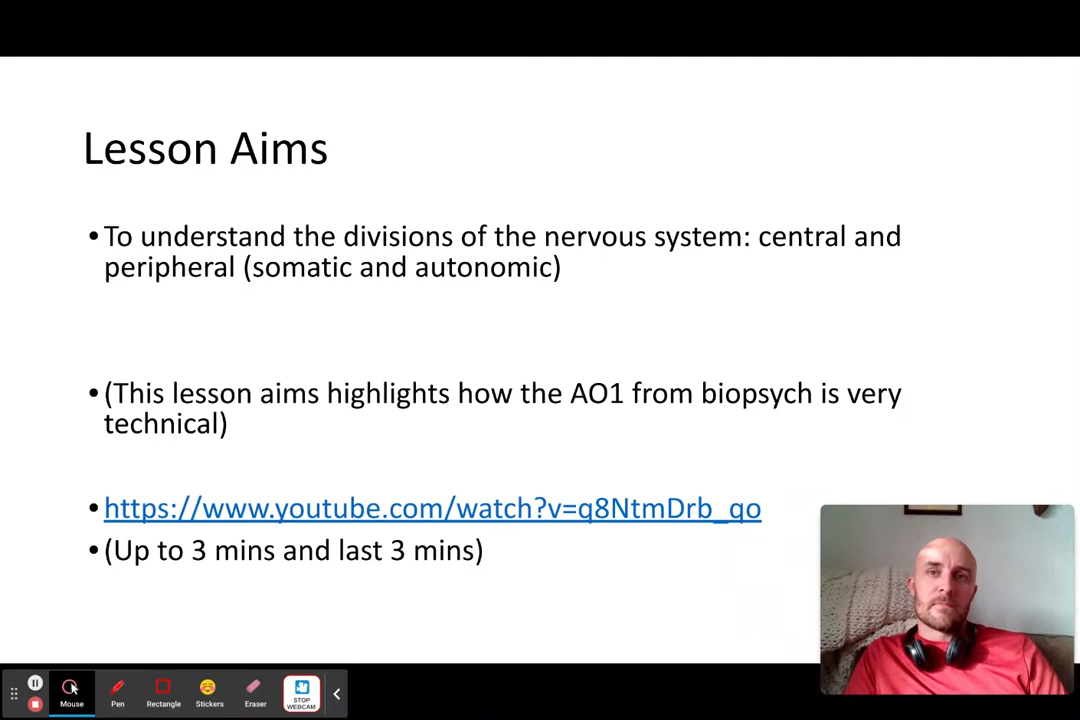 Lesson Aims
•To understand the divisions of the nervous system: central and
peripheral (somatic and autonomic)
•(This lesson aims highlights how the AO1 from biopsych is very
technical)
•https://www.youtube.com/watch?v=q8NtmDrb_qo
•(Up to 3 mins and last 3 mins)
Mouse
Pen
Rectangle
Stickers
Eraser
STOP
WEBCAM